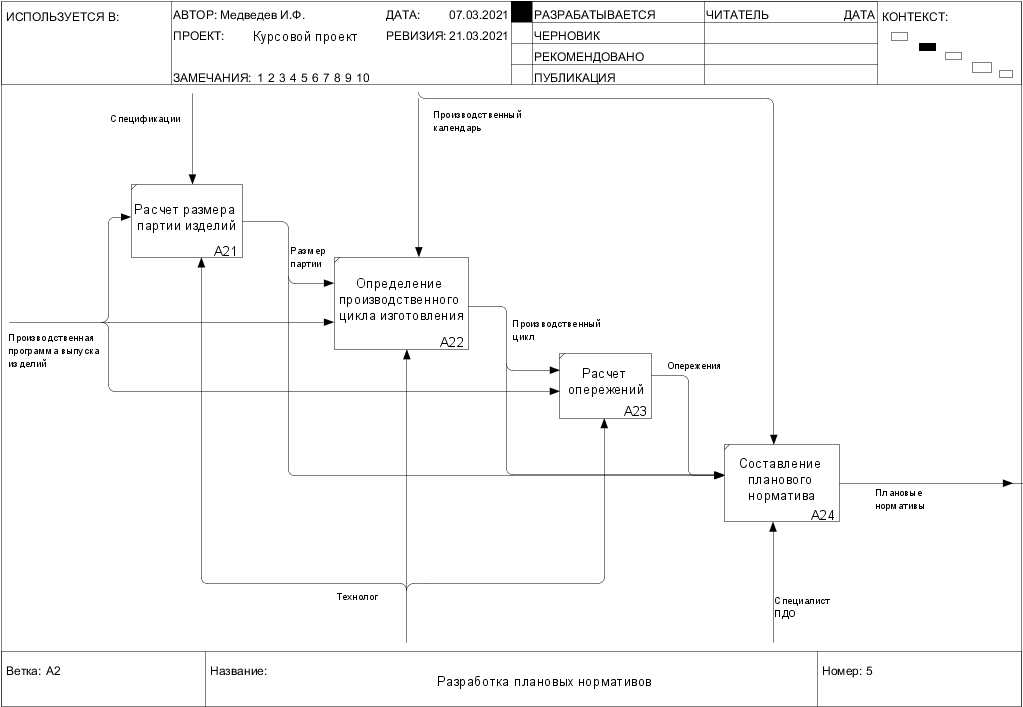 ИСПОЛЬЗУЕТСЯ В:
АВТОР: Медведев И.Ф.
ДАТА: 07.03.2021
РАЗРАБАТЫВАЕТСЯ
ЧИТАТЕЛЬ
ДАТА
КОНТЕКСТ:
ПРОЕКТ: Курсовой проект
РЕВИЗИЯ: 21.03.2021
ЧЕРНОВИК
РЕКОМЕНДОВАНО
ЗАМЕЧАНИЯ: 1 2 3 4 5 6 7 8 9 10
ПУБЛИКАЦИЯ
Спецификации
Производственный
календарь
Расчет размера
партии изделий
A21
Размер
партии
Определение
производственного
цикла изготовления
A22
Производственная
программа выпуска
изделий
Производственный
цикл
Расчет
опережений
A23
Опережения
Составление
планового
норматива
A24
Плановые
нормативы
Технолог
Специалист
ПДО
Ветка: A2
Название:
Разработка плановых нормативов
Номер: 5